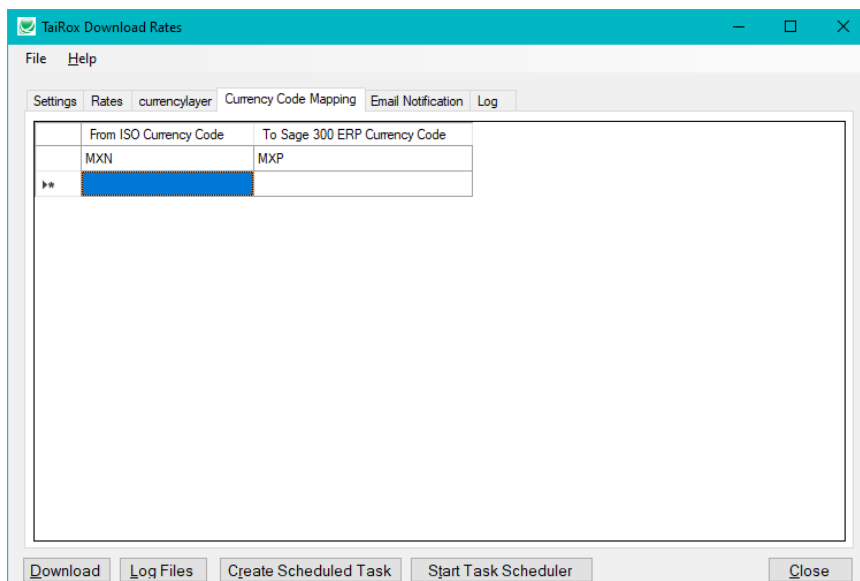 TaiRox Download Rates
File Help
Settings Rates currencylayer Currency Code Mapping Email Notification Log
From ISO Currency Code To Sage 300 ERP Currency Code
MXN MXP
Download Log Files Create Scheduled Task Start Task Scheduler Close